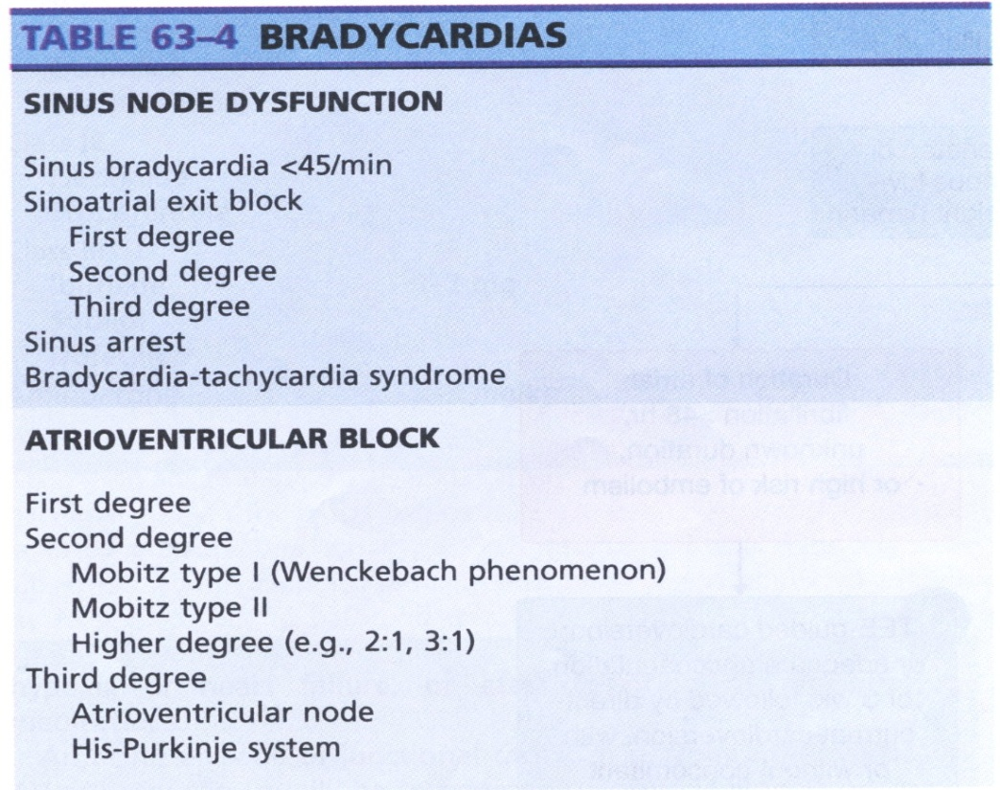 TABLE 63–4 BRADYCARDIAS
SINUS NODE DYSFUNCTION
Sinus bradycardia <45/min
Sinoatrial exit block
First degree
Second degree
Third degree
Sinus arrest
Bradycardia-tachycardia syndrome
ATRIOVENTRICULAR BLOCK
First degree
Second degree
Mobitz type I (Wenckebach phenomenon)
Mobitz type II
Higher degree (e.g., 2:1, 3:1)
Third degree
Atrioventricular node
His-Purkinje system